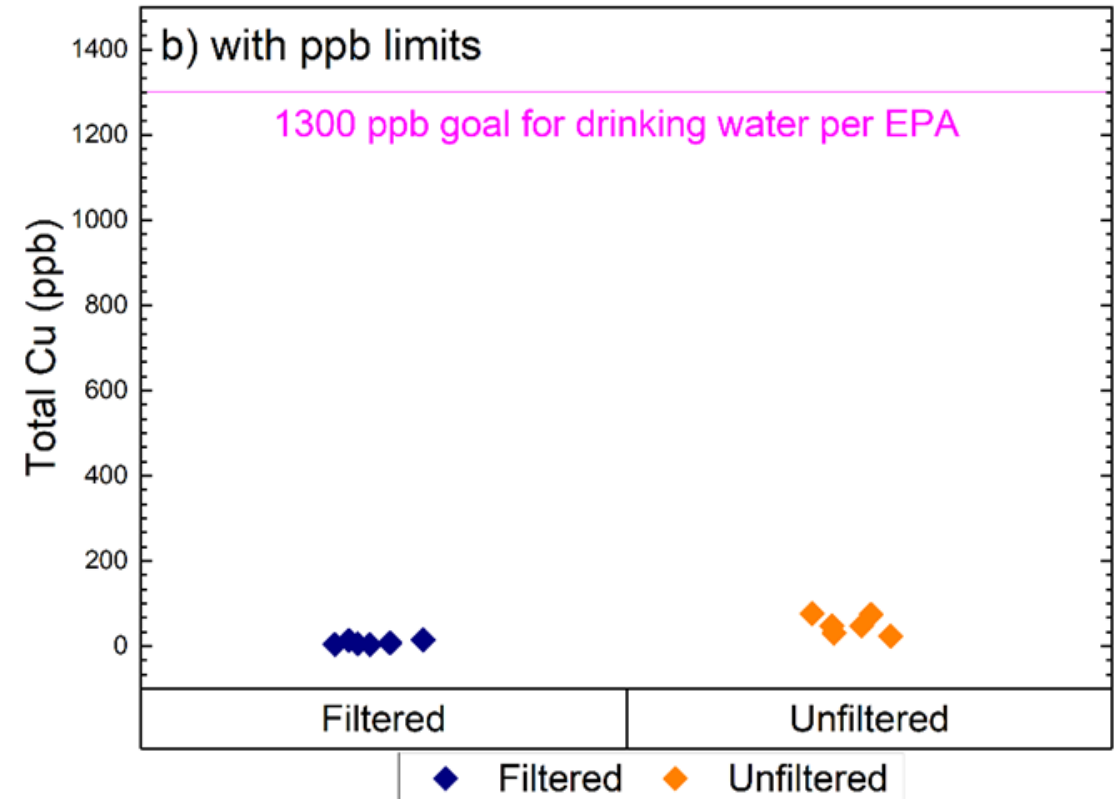 b) with ppb limits
1300 ppb goal for drinking water per EPA
Total Cu (ppb)
1400
1200
1000
800
600
400
200
0
Filtered Unfiltered
Filtered Unfiltered